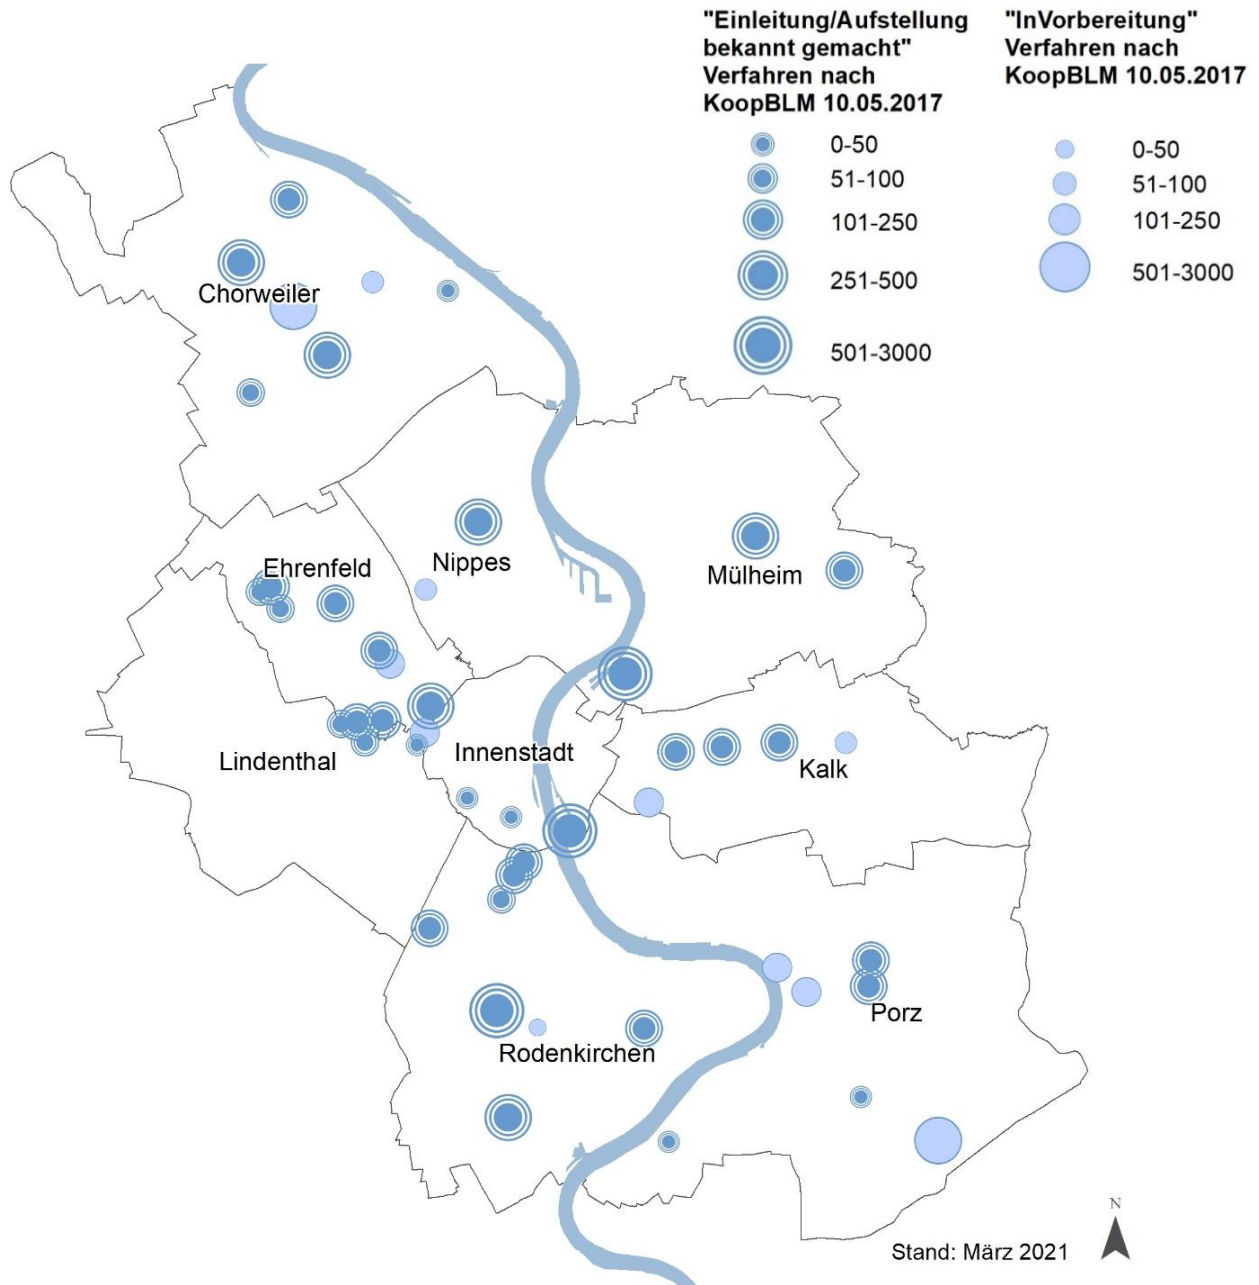 "Einleitung/Aufstellung
bekannt gemacht"
Verfahren nach
KoopBLM 10.05.2017
0-50
51-100
101-250
251-500
501-3000
"InVorbereitung"
Verfahren nach
KoopBLM 10.05.2017
0-50
51-100
101-250
501-3000
Chorweiler
Nippes
Ehrenfeld
Mülheim
Lindenthal
Innenstadt
Kalk
Porz
Rodenkirchen
N
Stand: März 2021